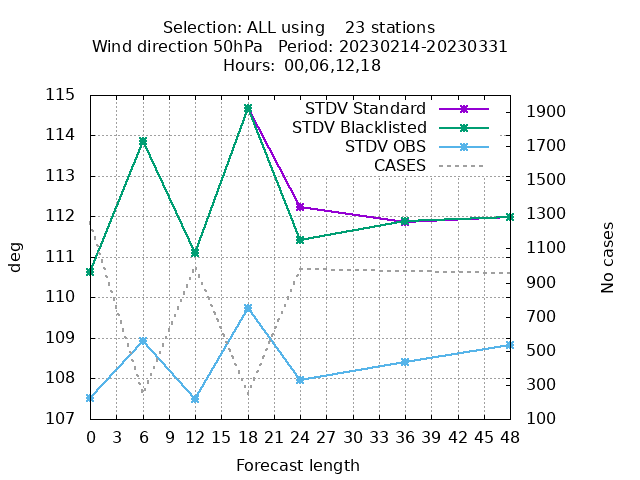 Selection: ALL using    23 stations
Wind direction 50hPa   Period: 20230214-20230331
Hours: 00,06,12,18
STDV Standard
STDV Blacklisted
STDV OBS
CASES
115
114
113
112
111
110
109
108
107
deg
1900
1700
1500
1300
1100
900
700
500
300
100
No cases
0 3 6 9 12 15 18 21 24 27 30 33 36 39 42 45 48
Forecast length